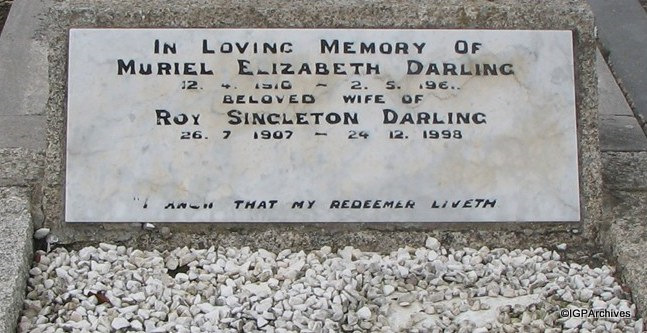 In Loving Memory Of
Muriel Elizabeth Darling
12. 4. 1910 – 2. 5.
Beloved wife of
Roy Singleton Darling
26. 7 1907 – 24 12. 1998
that my Redeemer liveth
©IGPArchives